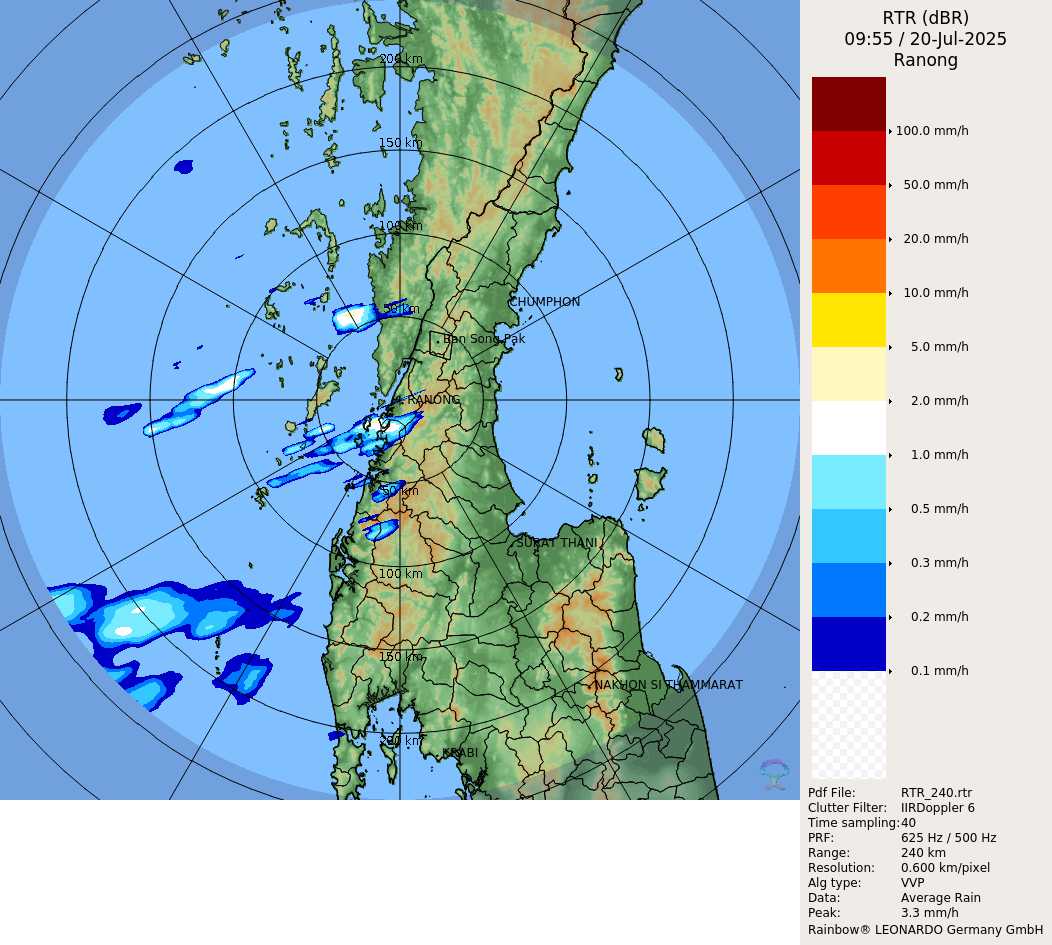 RTR (dBR)
09:55 / 20-Jul-2025
Ranong
200 km
150 km
100 km
50 km
CHUMPHON
Ban Song Pak
RANONG
50 km
SURAT THANI
100 km
150 km
NAKHON SI THAMMARAT
200 km
KRABI
100.0 mm/h
50.0 mm/h
20.0 mm/h
10.0 mm/h
5.0 mm/h
2.0 mm/h
1.0 mm/h
0.5 mm/h
0.3 mm/h
0.2 mm/h
0.1 mm/h
Pdf File: RTR_240.rtr
Clutter Filter: IIRDoppler 6
Time sampling:40
PRF: 625 Hz / 500 Hz
Range: 240 km
Resolution: 0.600 km/pixel
Alg type: VVP
Data: Average Rain
Peak: 3.3 mm/h
Rainbow® LEONARDO Germany GmbH